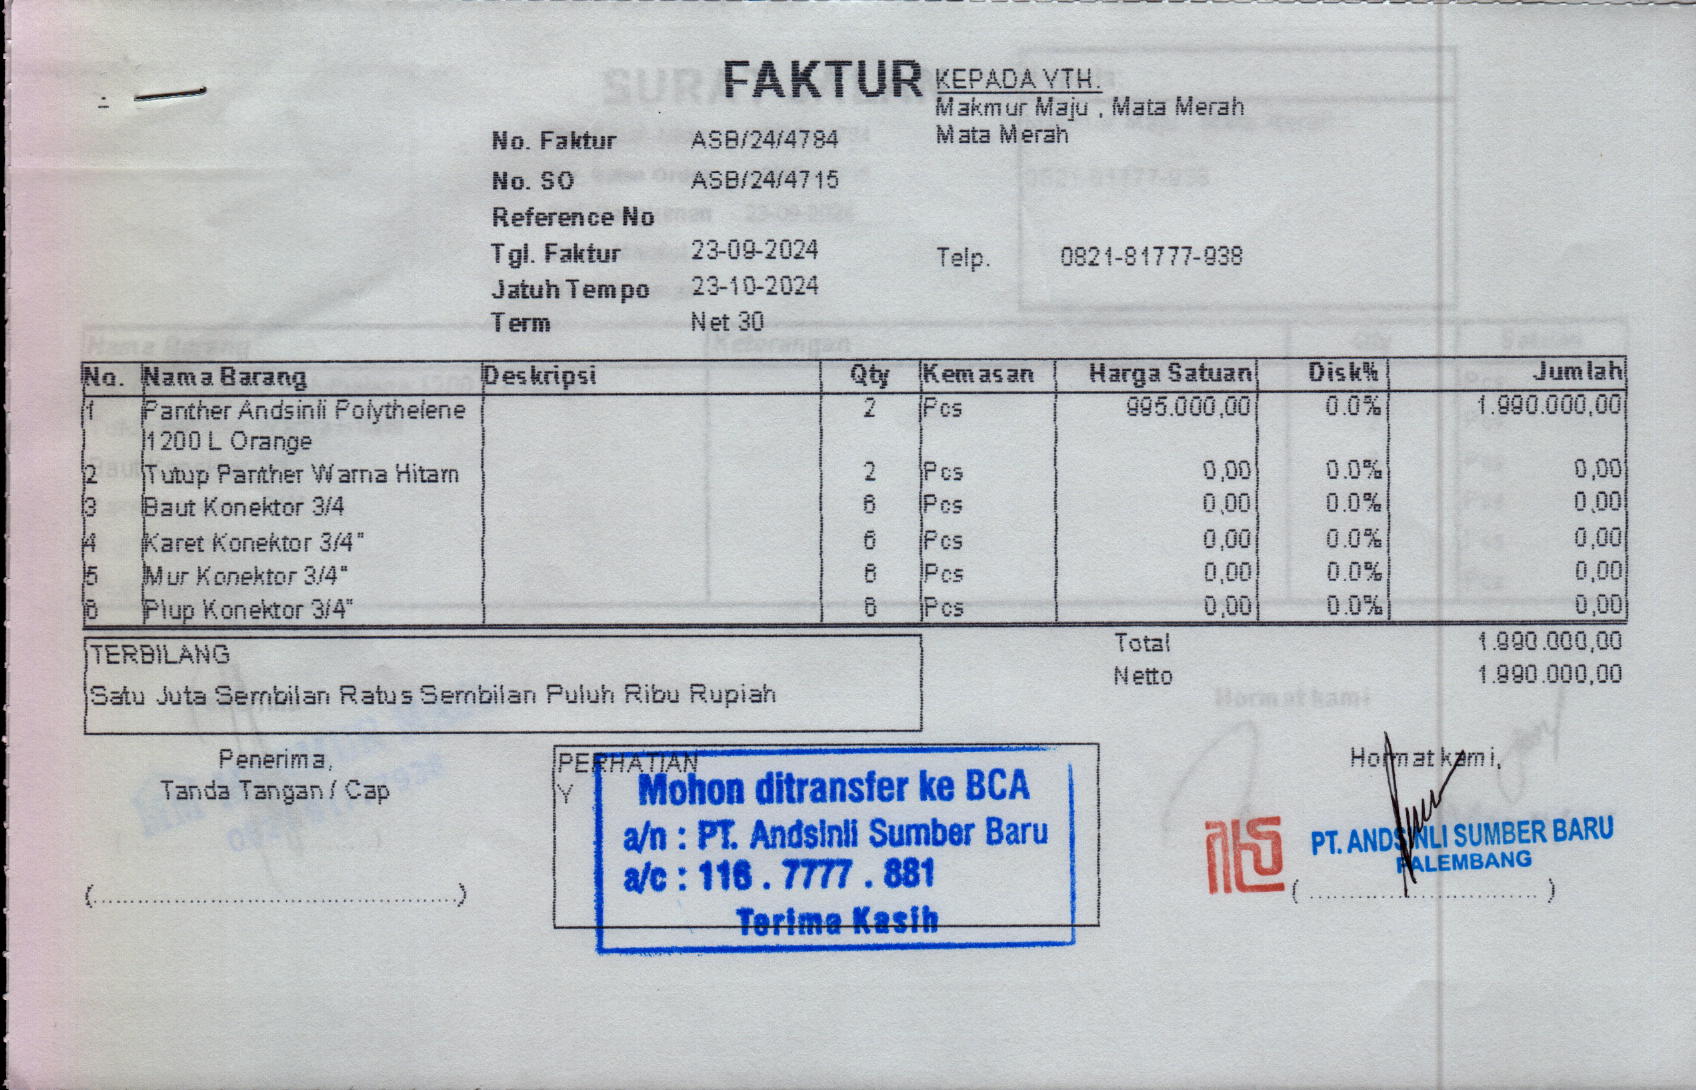 FAKTUR
KEPADA YTH.
Makmur Maju , Mata Merah
Mata Merah
No. Faktur ASB/24/4784
No. SO ASB/24/4715
Reference No
Tgl. Faktur 23-09-2024
Telp. 0821-81777-938
Jatuh Tempo 23-10-2024
Term Net 30
No. Nama Barang Deskripsi Qty Kemasan Harga Satuan Disk% Jumlah
1 Panther Andsinli Polythelene 2 Pcs 995.000,00 0.0% 1.990.000,00
1200 L Orange
2 Tutup Panther Warna Hitam 2 Pcs 0,00 0.0% 0,00
3 Baut Konektor 3/4 6 Pcs 0,00 0.0% 0,00
4 Karet Konektor 3/4" 6 Pcs 0,00 0.0% 0,00
5 Mur Konektor 3/4" 6 Pcs 0,00 0.0% 0,00
6 Plup Konektor 3/4" 6 Pcs 0,00 0.0% 0,00
Total 1.990.000,00
Netto 1.990.000,00
TERBILANG
Satu Juta Sembilan Ratus Sembilan Puluh Ribu Rupiah
Penerima,
Tanda Tangan / Cap
(..............................................)
PERHATIAN
Y
Mohon ditransfer ke BCA
a/n : PT. Andsinli Sumber Baru
a/c : 116 . 7777 . 881
Terima Kasih
Hormat kami,
PT. ANDSINLI SUMBER BARU
PALEMBANG
( ............................. )